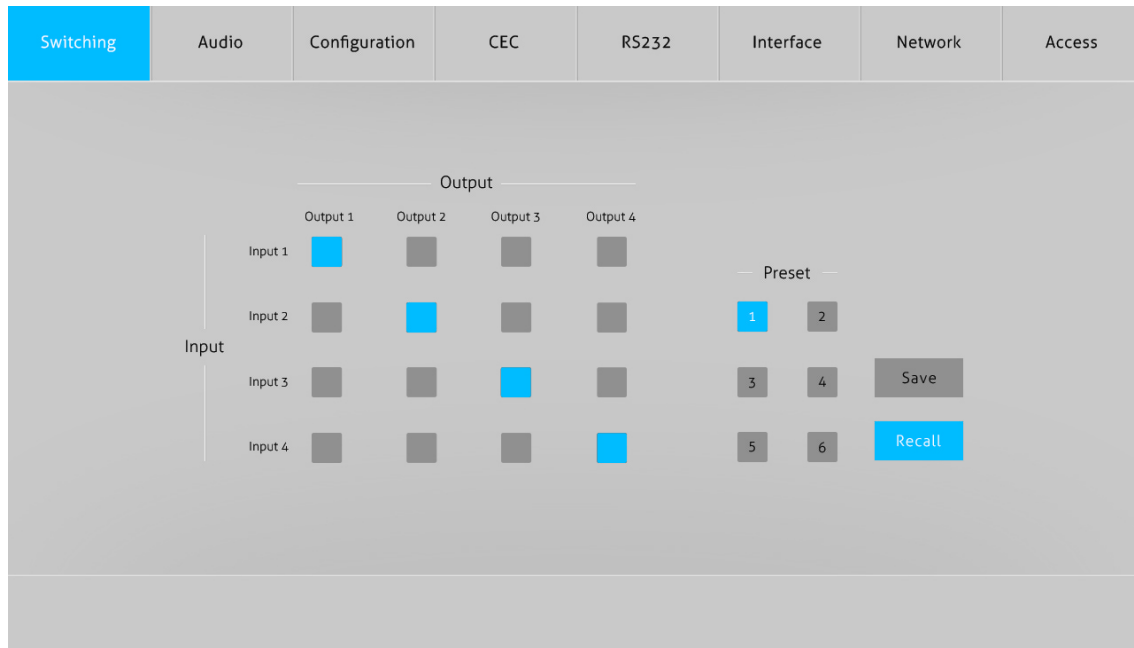 Switching Audio Configuration CEC RS232 Interface Network Access
Output
Output 1 Output 2 Output 3 Output 4
Input 1
Preset
Input 2
1 2
Input
Input 3
3 4
Save
Input 4
5 6
Recall